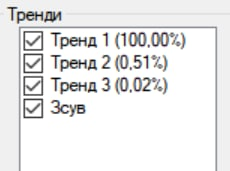 Тренди
Тренд 1 (100,00%)
Тренд 2 (0,51%)
Тренд 3 (0,02%)
Зсув